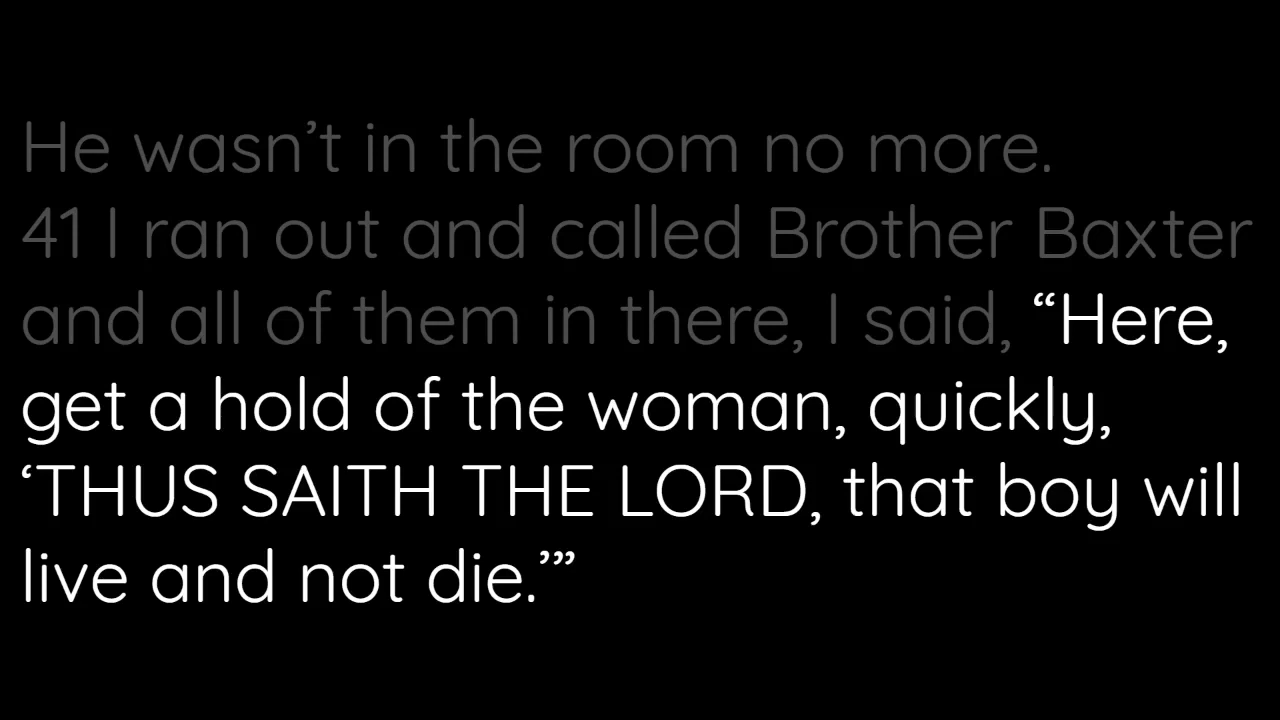 He wasn’t in the room no more.
41 I ran out and called Brother Baxter
and all of them in there, I said, “Here,
get a hold of the woman, quickly,
‘THUS SAITH THE LORD, that boy will
live and not die.’”